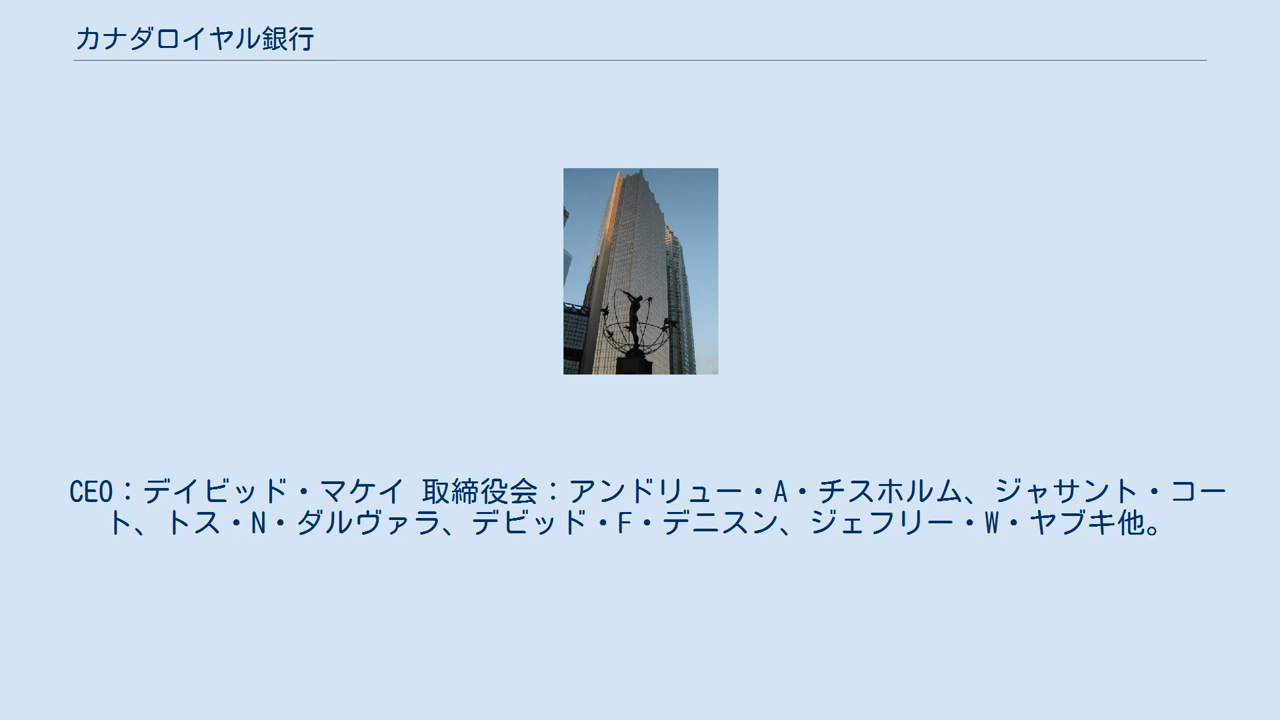 カナダロイヤル銀行
CEO：デイビッド・マケイ 取締役会：アンドリュー・A・チスホルム、ジャサント・コー
ト、トス・N・ダルヴァラ、デビッド・F・デニスン、ジェフリー・W・ヤブキ他。